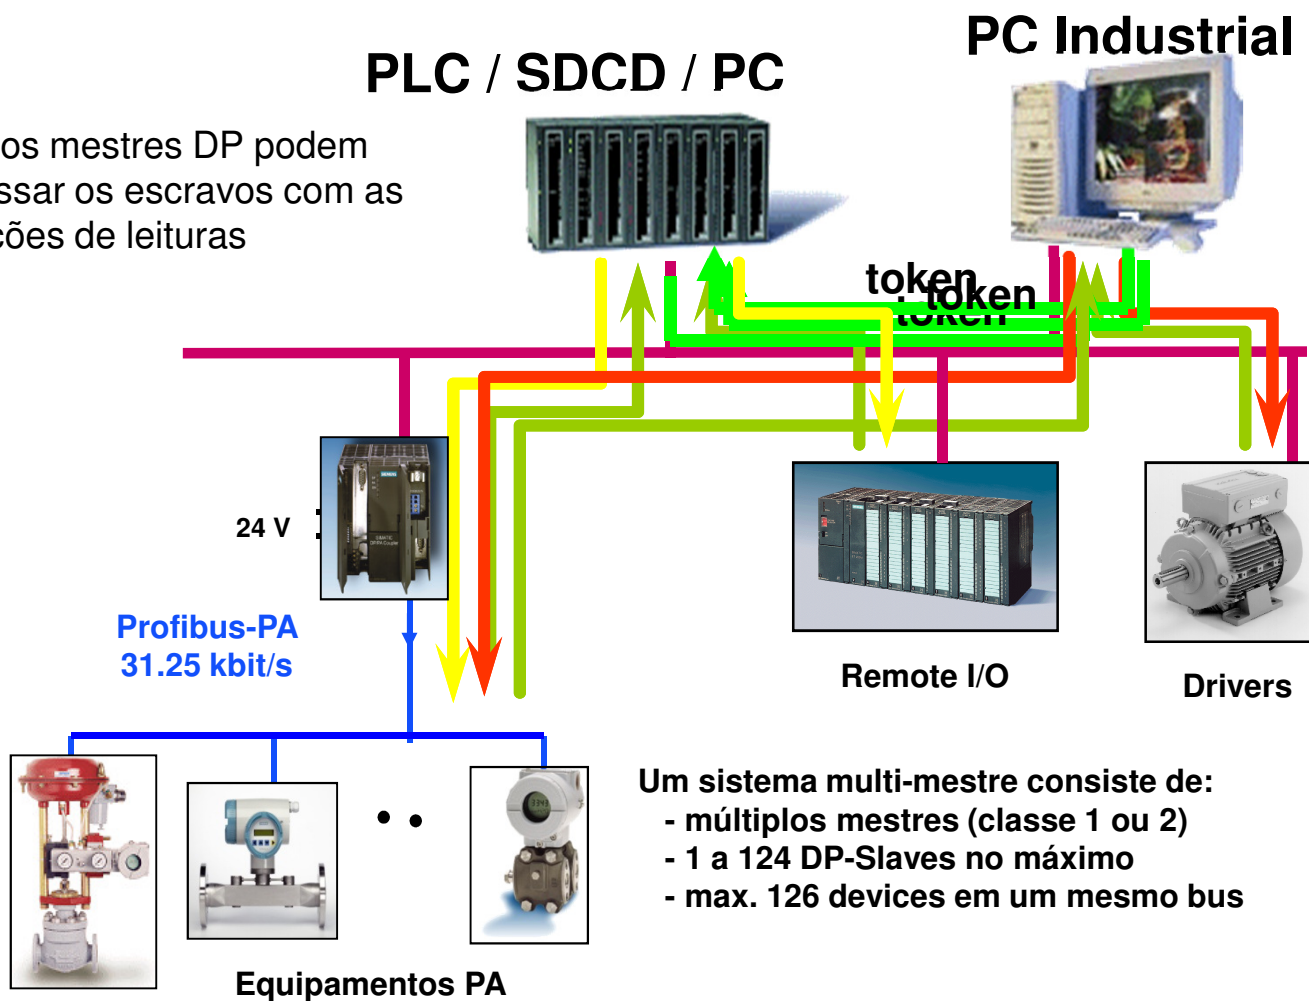 PC Industrial
PLC / SDCD / PC
os mestres DP podem
ssar os escravos com as
ções de leituras
token
token
token
24 V
SIEMENS
Profibus-PA
31.25 kbit/s
Remote I/O
Drivers
Um sistema multi-mestre consiste de:
- múltiplos mestres (classe 1 ou 2)
- 1 a 124 DP-Slaves no máximo
- max. 126 devices em um mesmo bus
Equipamentos PA